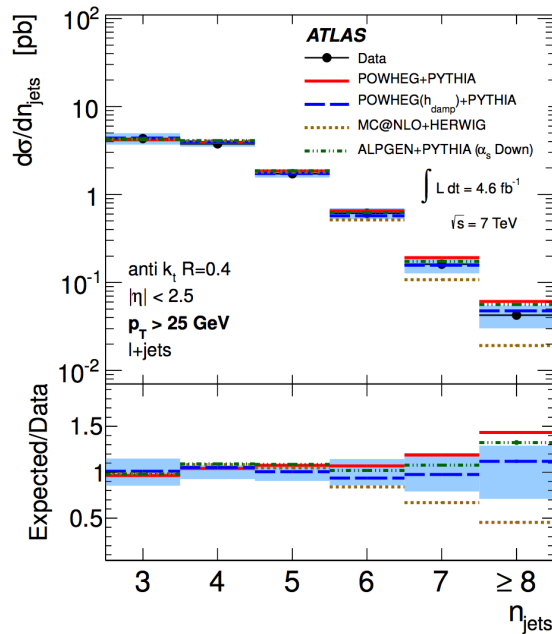 dσ/dn_jets [pb]
ATLAS
Data
POWHEG+PYTHIA
POWHEG(h_damp)+PYTHIA
MC@NLO+HERWIG
ALPGEN+PYTHIA (α_s Down)
∫ L dt = 4.6 fb⁻¹
√s = 7 TeV
10²
10
1
10⁻¹
10⁻²
anti k_t R=0.4
|η| < 2.5
p_T > 25 GeV
l+jets
Expected/Data
1.5
1
0.5
3 4 5 6 7 ≥ 8
n_jets